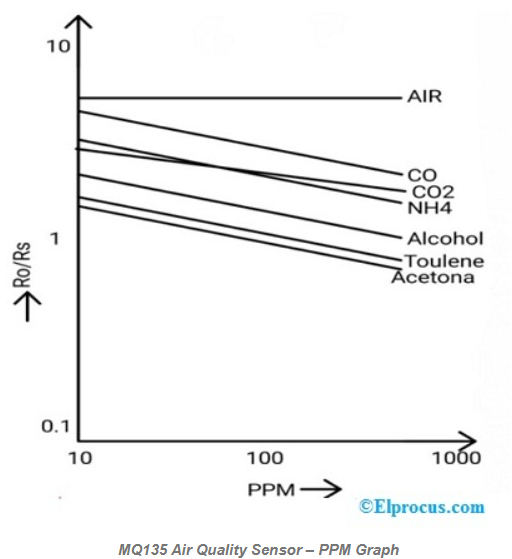 10
AIR
CO
CO2
NH4
1
Alcohol
Toulene
Acetona
Ro/Rs
0.1
10
100
1000
PPM
©Elprocus.com
MQ135 Air Quality Sensor – PPM Graph